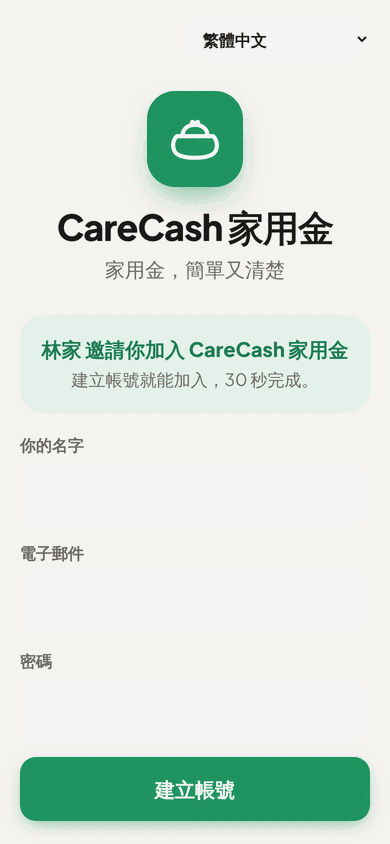 繁體中文
CareCash 家用金
家用金，簡單又清楚
林家 邀請你加入 CareCash 家用金
建立帳號就能加入，30 秒完成。
你的名字
電子郵件
密碼
建立帳號